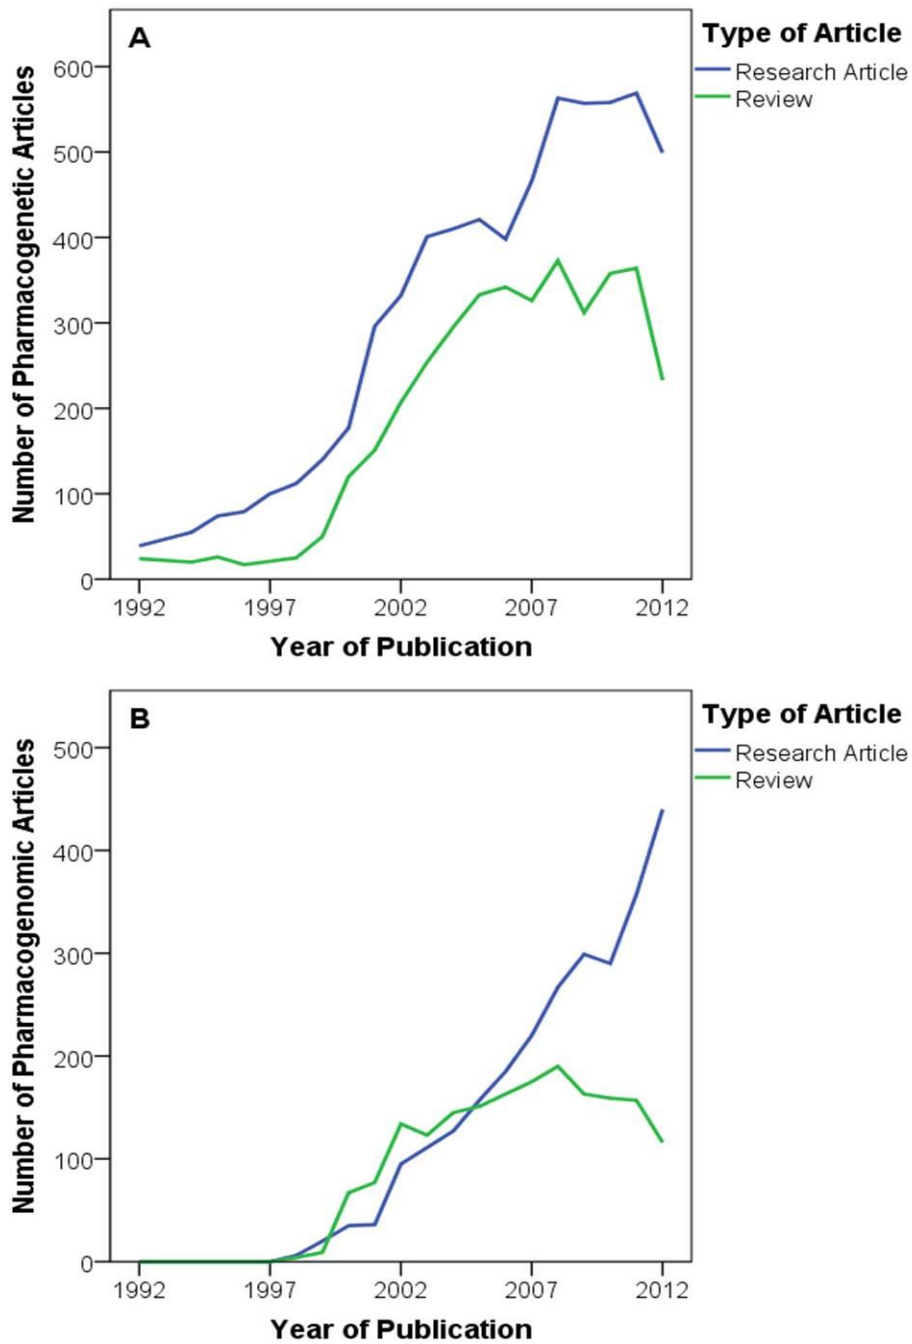 A
Type of Article
Research Article
Review
Number of Pharmacogenetic Articles
600
500
400
300
200
100
0
1992 1997 2002 2007 2012
Year of Publication
B
Type of Article
Research Article
Review
Number of Pharmacogenomic Articles
500
400
300
200
100
0
1992 1997 2002 2007 2012
Year of Publication